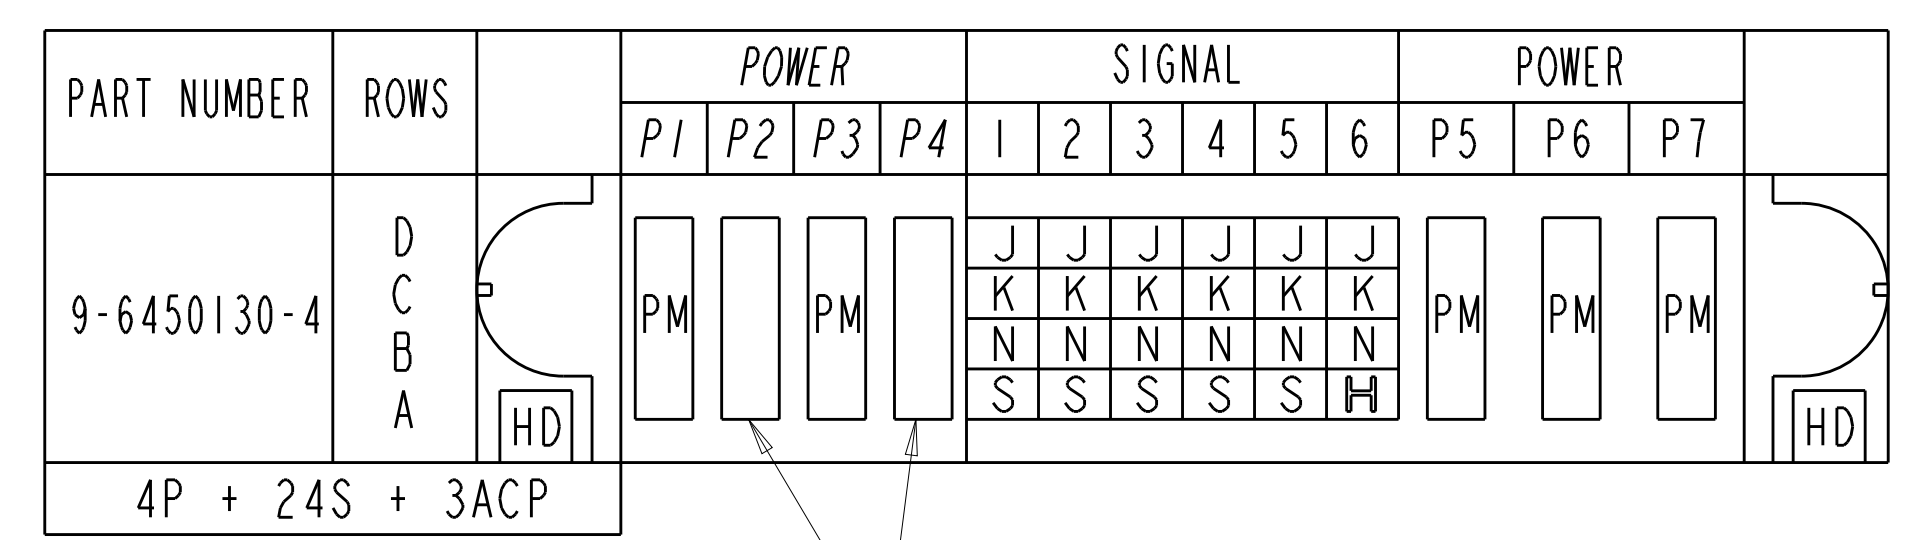 PART NUMBER ROWS POWER SIGNAL POWER
P1 P2 P3 P4 1 2 3 4 5 6 P5 P6 P7
9-6450130-4
D
C
B
A
HD
PM PM
J J J J J J
K K K K K K
N N N N N N
S S S S S H
PM PM PM
HD
4P + 24S + 3ACP